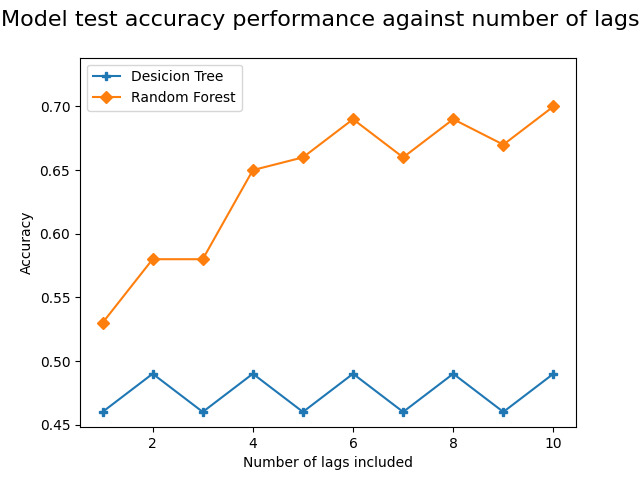 Model test accuracy performance against number of lags
Desicion Tree
Random Forest
0.70
0.65
0.60
0.55
0.50
0.45
Accuracy
2 4 6 8 10
Number of lags included